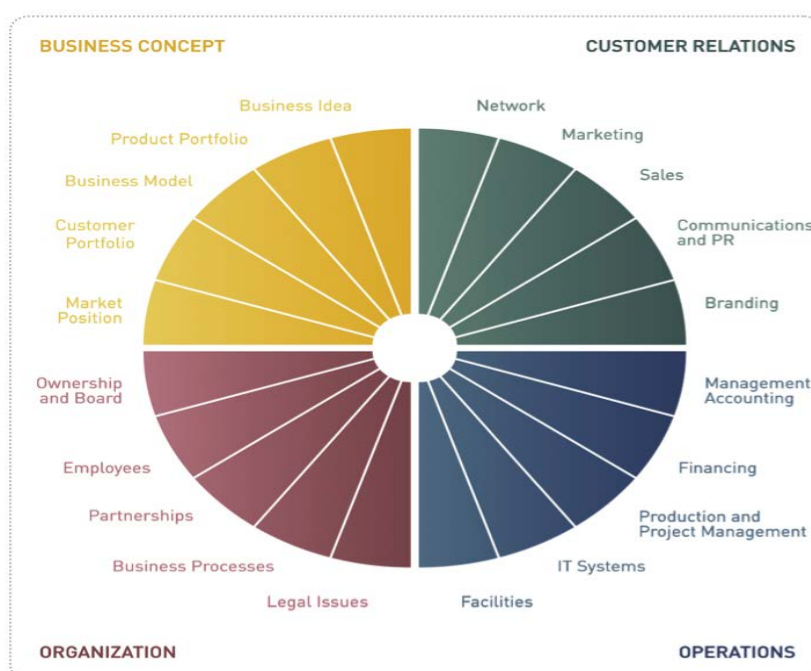 BUSINESS CONCEPT
CUSTOMER RELATIONS
Business Idea
Product Portfolio
Business Model
Customer
Portfolio
Market
Position
Network
Marketing
Sales
Communications
and PR
Branding
Ownership
and Board
Employees
Partnerships
Business Processes
Legal Issues
Management
Accounting
Financing
Production and
Project Management
IT Systems
Facilities
ORGANIZATION
OPERATIONS